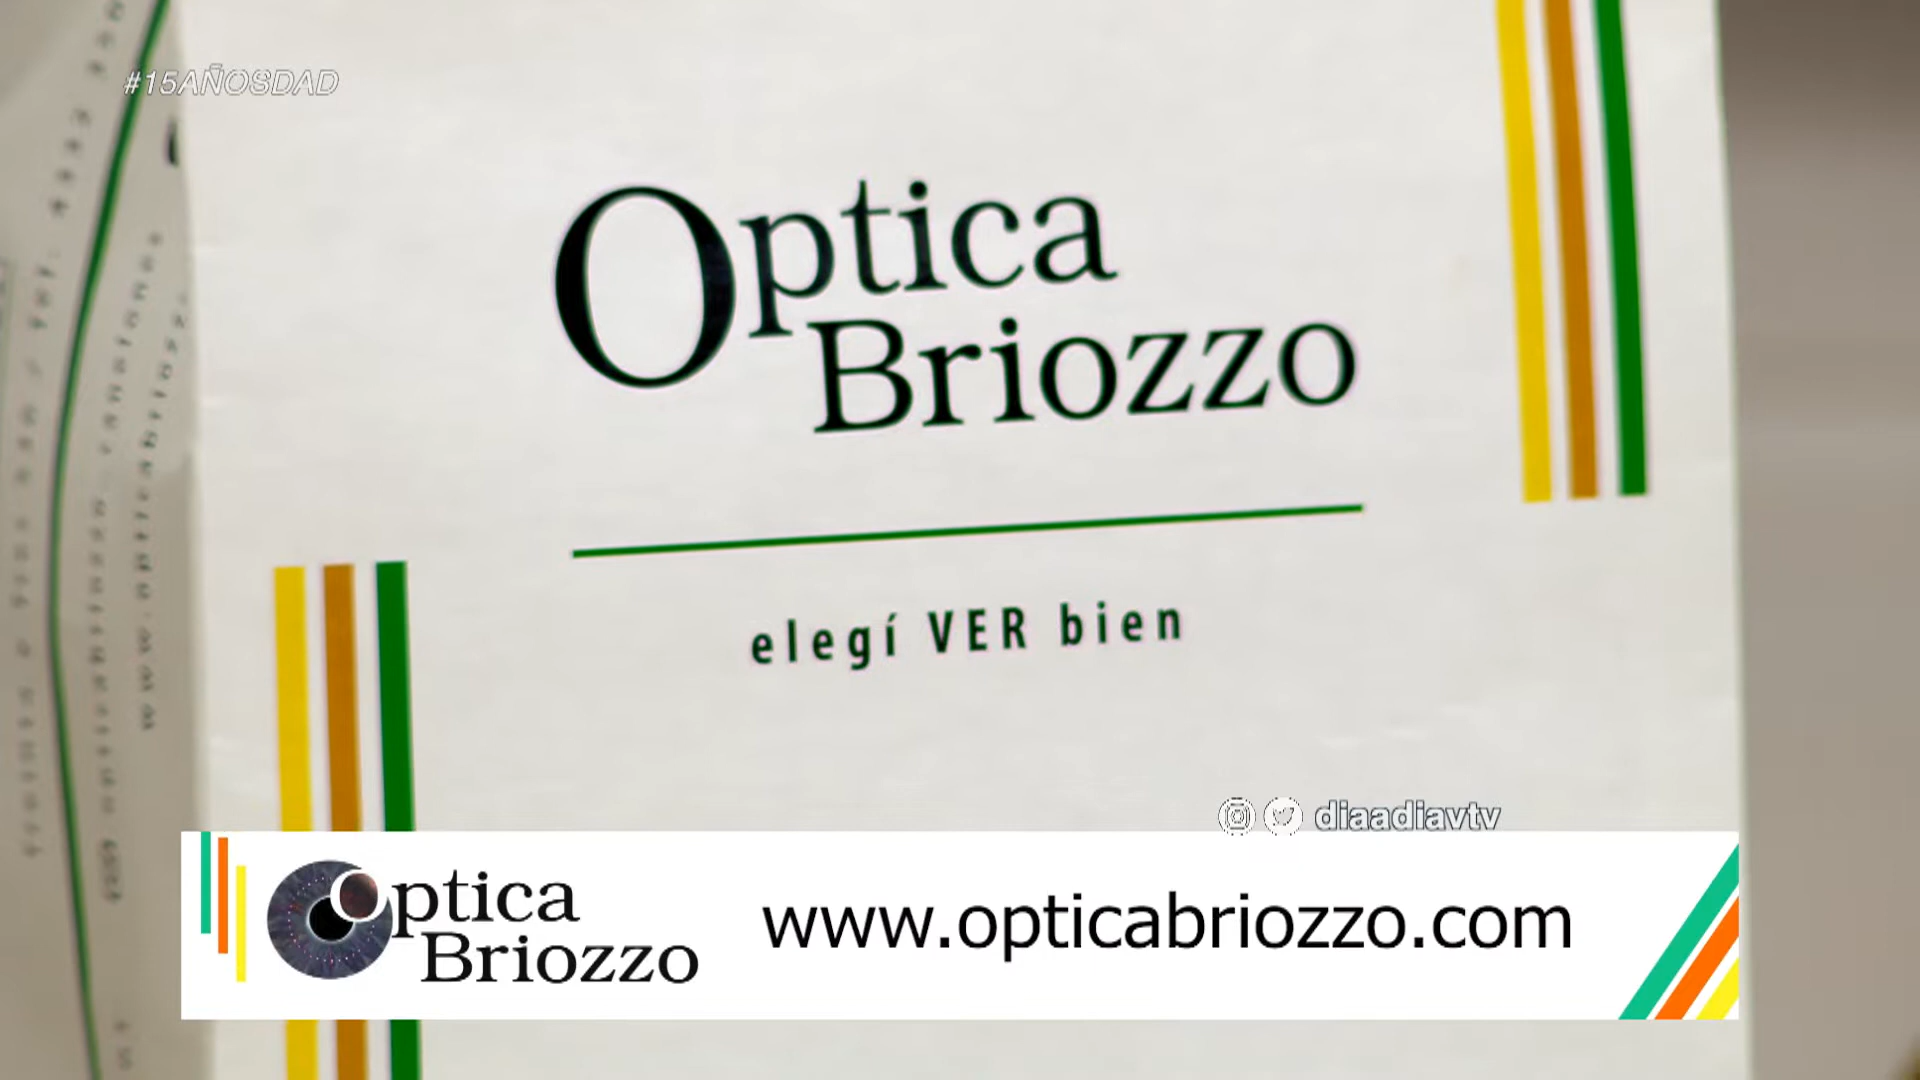 #15AÑOSDAD
Optica
Briozzo
elegí VER bien
diaadiavtv
Optica
Briozzo
www.opticabriozzo.com